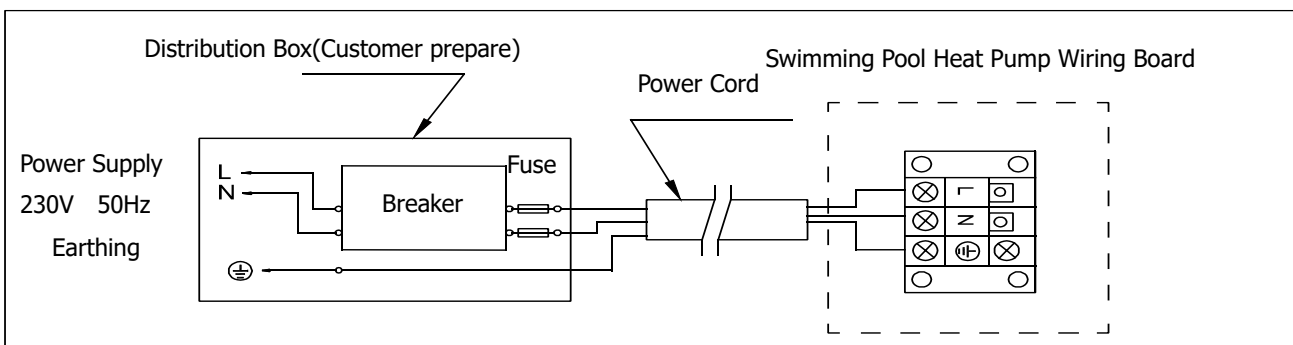 Distribution Box(Customer prepare)
Swimming Pool Heat Pump Wiring Board
Power Cord
Power Supply
230V 50Hz
Earthing
L
N
Breaker
Fuse
L
N